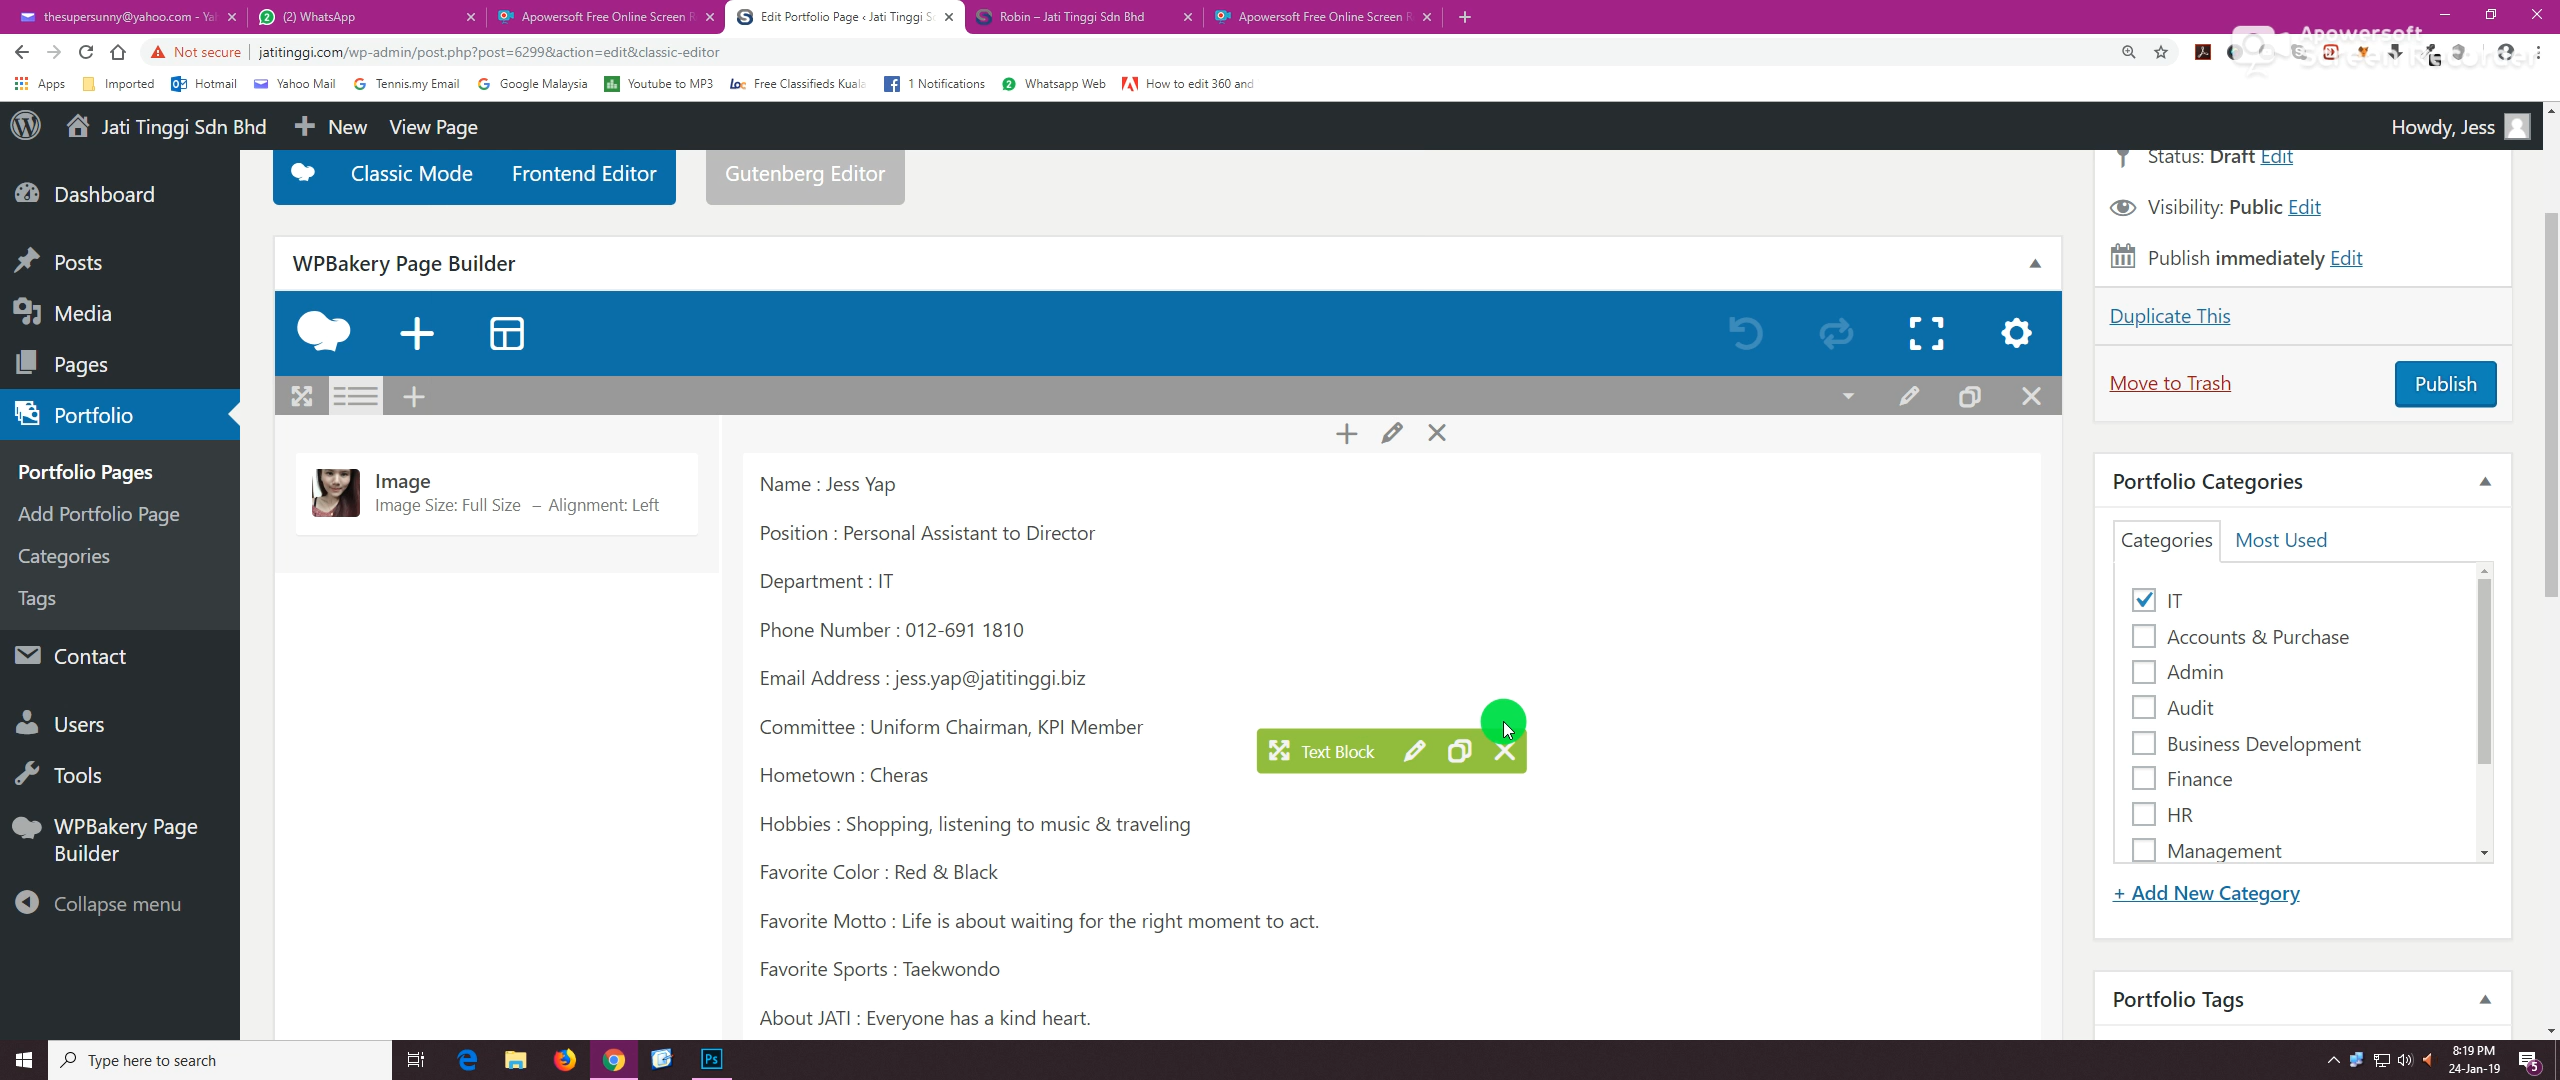 thesupersunny@yahoo.com - Ya
(2) WhatsApp
Apowersoft Free Online Screen R
Edit Portfolio Page ‹ Jati Tinggi S
Robin – Jati Tinggi Sdn Bhd
Apowersoft Free Online Screen R
Not secure
jatitinggi.com/wp-admin/post.php?post=6299&action=edit&classic-editor
Apowersoft
Screen Recorder
Apps
Imported
Hotmail
Yahoo Mail
Tennis.my Email
Google Malaysia
Youtube to MP3
Free Classifieds Kuala
1 Notifications
Whatsapp Web
How to edit 360 and
Jati Tinggi Sdn Bhd
New
View Page
Howdy, Jess
Dashboard
Posts
Media
Pages
Portfolio
Portfolio Pages
Add Portfolio Page
Categories
Tags
Contact
Users
Tools
WPBakery Page
Builder
Collapse menu
Classic Mode
Frontend Editor
Gutenberg Editor
WPBakery Page Builder
Image
Image Size: Full Size – Alignment: Left
Name : Jess Yap
Position : Personal Assistant to Director
Department : IT
Phone Number : 012-691 1810
Email Address : jess.yap@jatitinggi.biz
Committee : Uniform Chairman, KPI Member
Text Block
Hometown : Cheras
Hobbies : Shopping, listening to music & traveling
Favorite Color : Red & Black
Favorite Motto : Life is about waiting for the right moment to act.
Favorite Sports : Taekwondo
About JATI : Everyone has a kind heart.
Status: Draft Edit
Visibility: Public Edit
Publish immediately Edit
Duplicate This
Move to Trash
Publish
Portfolio Categories
Categories
Most Used
IT
Accounts & Purchase
Admin
Audit
Business Development
Finance
HR
Management
+ Add New Category
Portfolio Tags
Type here to search
Ps
8:19 PM
24-Jan-19
5